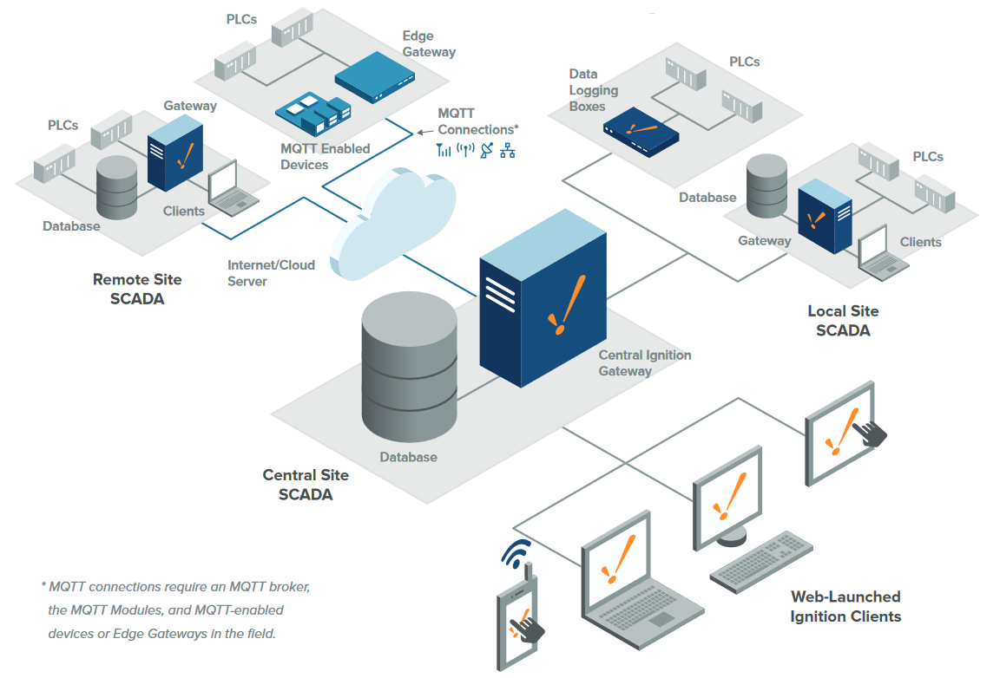 PLCs
Edge
Gateway
Gateway
PLCs
MQTT
Connections*
MQTT Enabled
Devices
Database
Clients
Internet/Cloud
Server
Remote Site
SCADA
Data
Logging
Boxes
PLCs
PLCs
Database
Gateway
Clients
Local Site
SCADA
Central Ignition
Gateway
Database
Central Site
SCADA
Web-Launched
Ignition Clients
* MQTT connections require an MQTT broker,
the MQTT Modules, and MQTT-enabled
devices or Edge Gateways in the field.